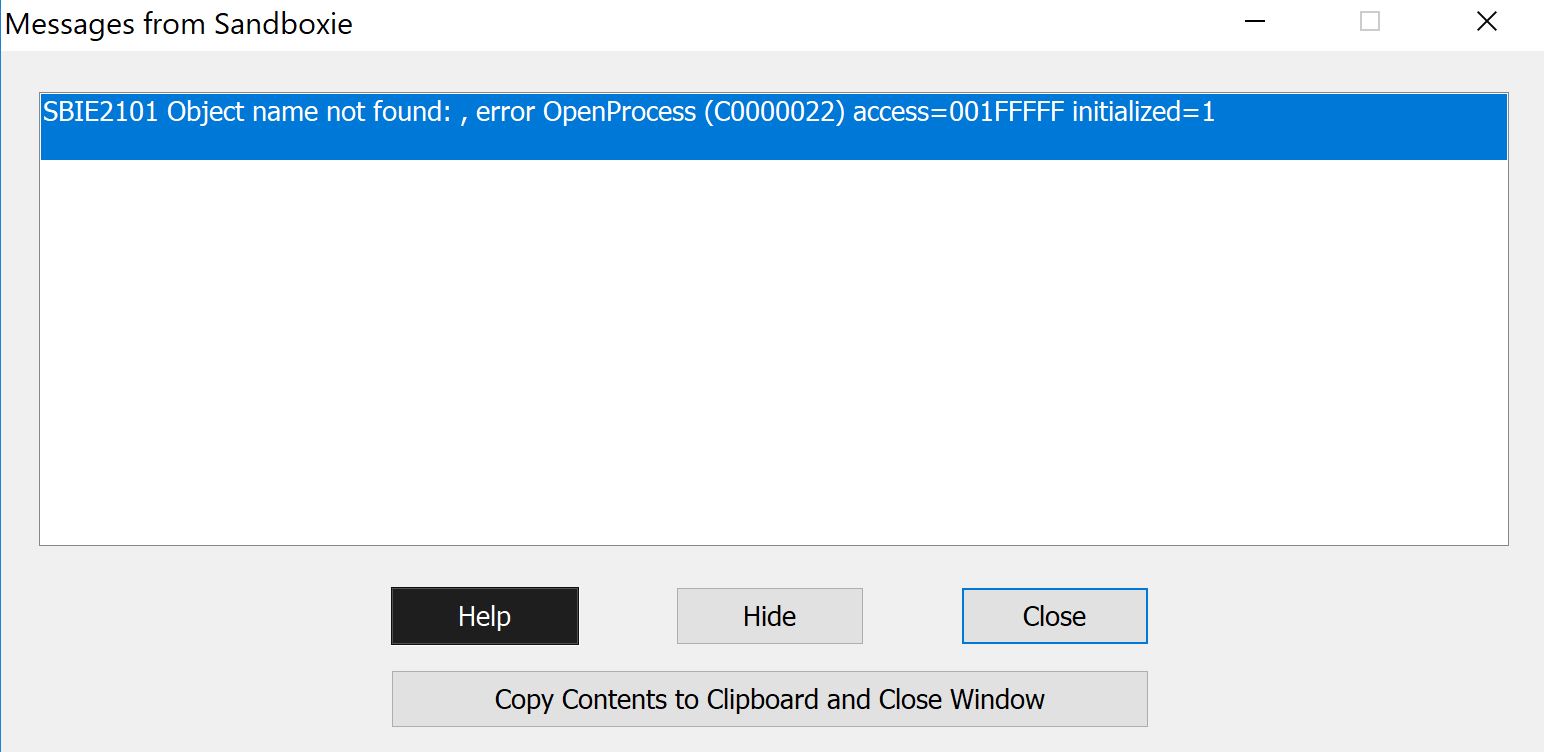 Messages from Sandboxie
SBIE2101 Object name not found: , error OpenProcess (C0000022) access=001FFFFF initialized=1
Help
Hide
Close
Copy Contents to Clipboard and Close Window